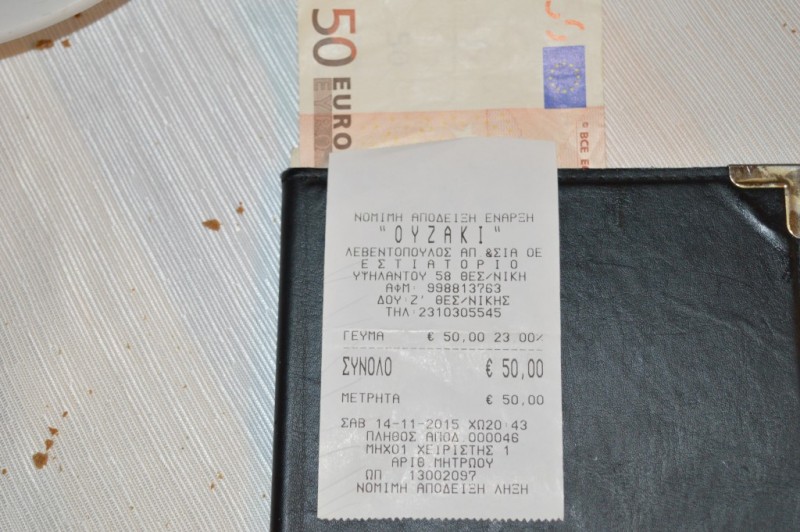 50 EURO
ΕΥΡΩ
© BCE EC
ΝΟΜΙΜΗ ΑΠΟΔΕΙΞΗ ΕΝΑΡΞΗ
"ΟΥΖΑΚΙ"
ΛΕΒΕΝΤΟΠΟΥΛΟΣ ΑΠ &ΣΙΑ ΟΕ
ΕΣΤΙΑΤΟΡΙΟ
ΥΨΗΛΑΝΤΟΥ 58 ΘΕΣ/ΝΙΚΗ
ΑΦΜ: 998813763
ΔΟΥ:Ζ' ΘΕΣ/ΝΙΚΗΣ
ΤΗΛ:2310305545
ΓΕΥΜΑ € 50,00 23.00%
ΣΥΝΟΛΟ € 50,00
ΜΕΤΡΗΤΑ € 50,00
ΣΑΒ 14-11-2015 ΧΩ20:43
ΠΛΗΘΟΣ ΑΠΟΔ.000046
ΜΗΧ01 ΧΕΙΡΙΣΤΗΣ 1
ΑΡΙΘ.ΜΗΤΡΩΟΥ
ΩΠ 13002097
ΝΟΜΙΜΗ ΑΠΟΔΕΙΞΗ ΛΗΞΗ